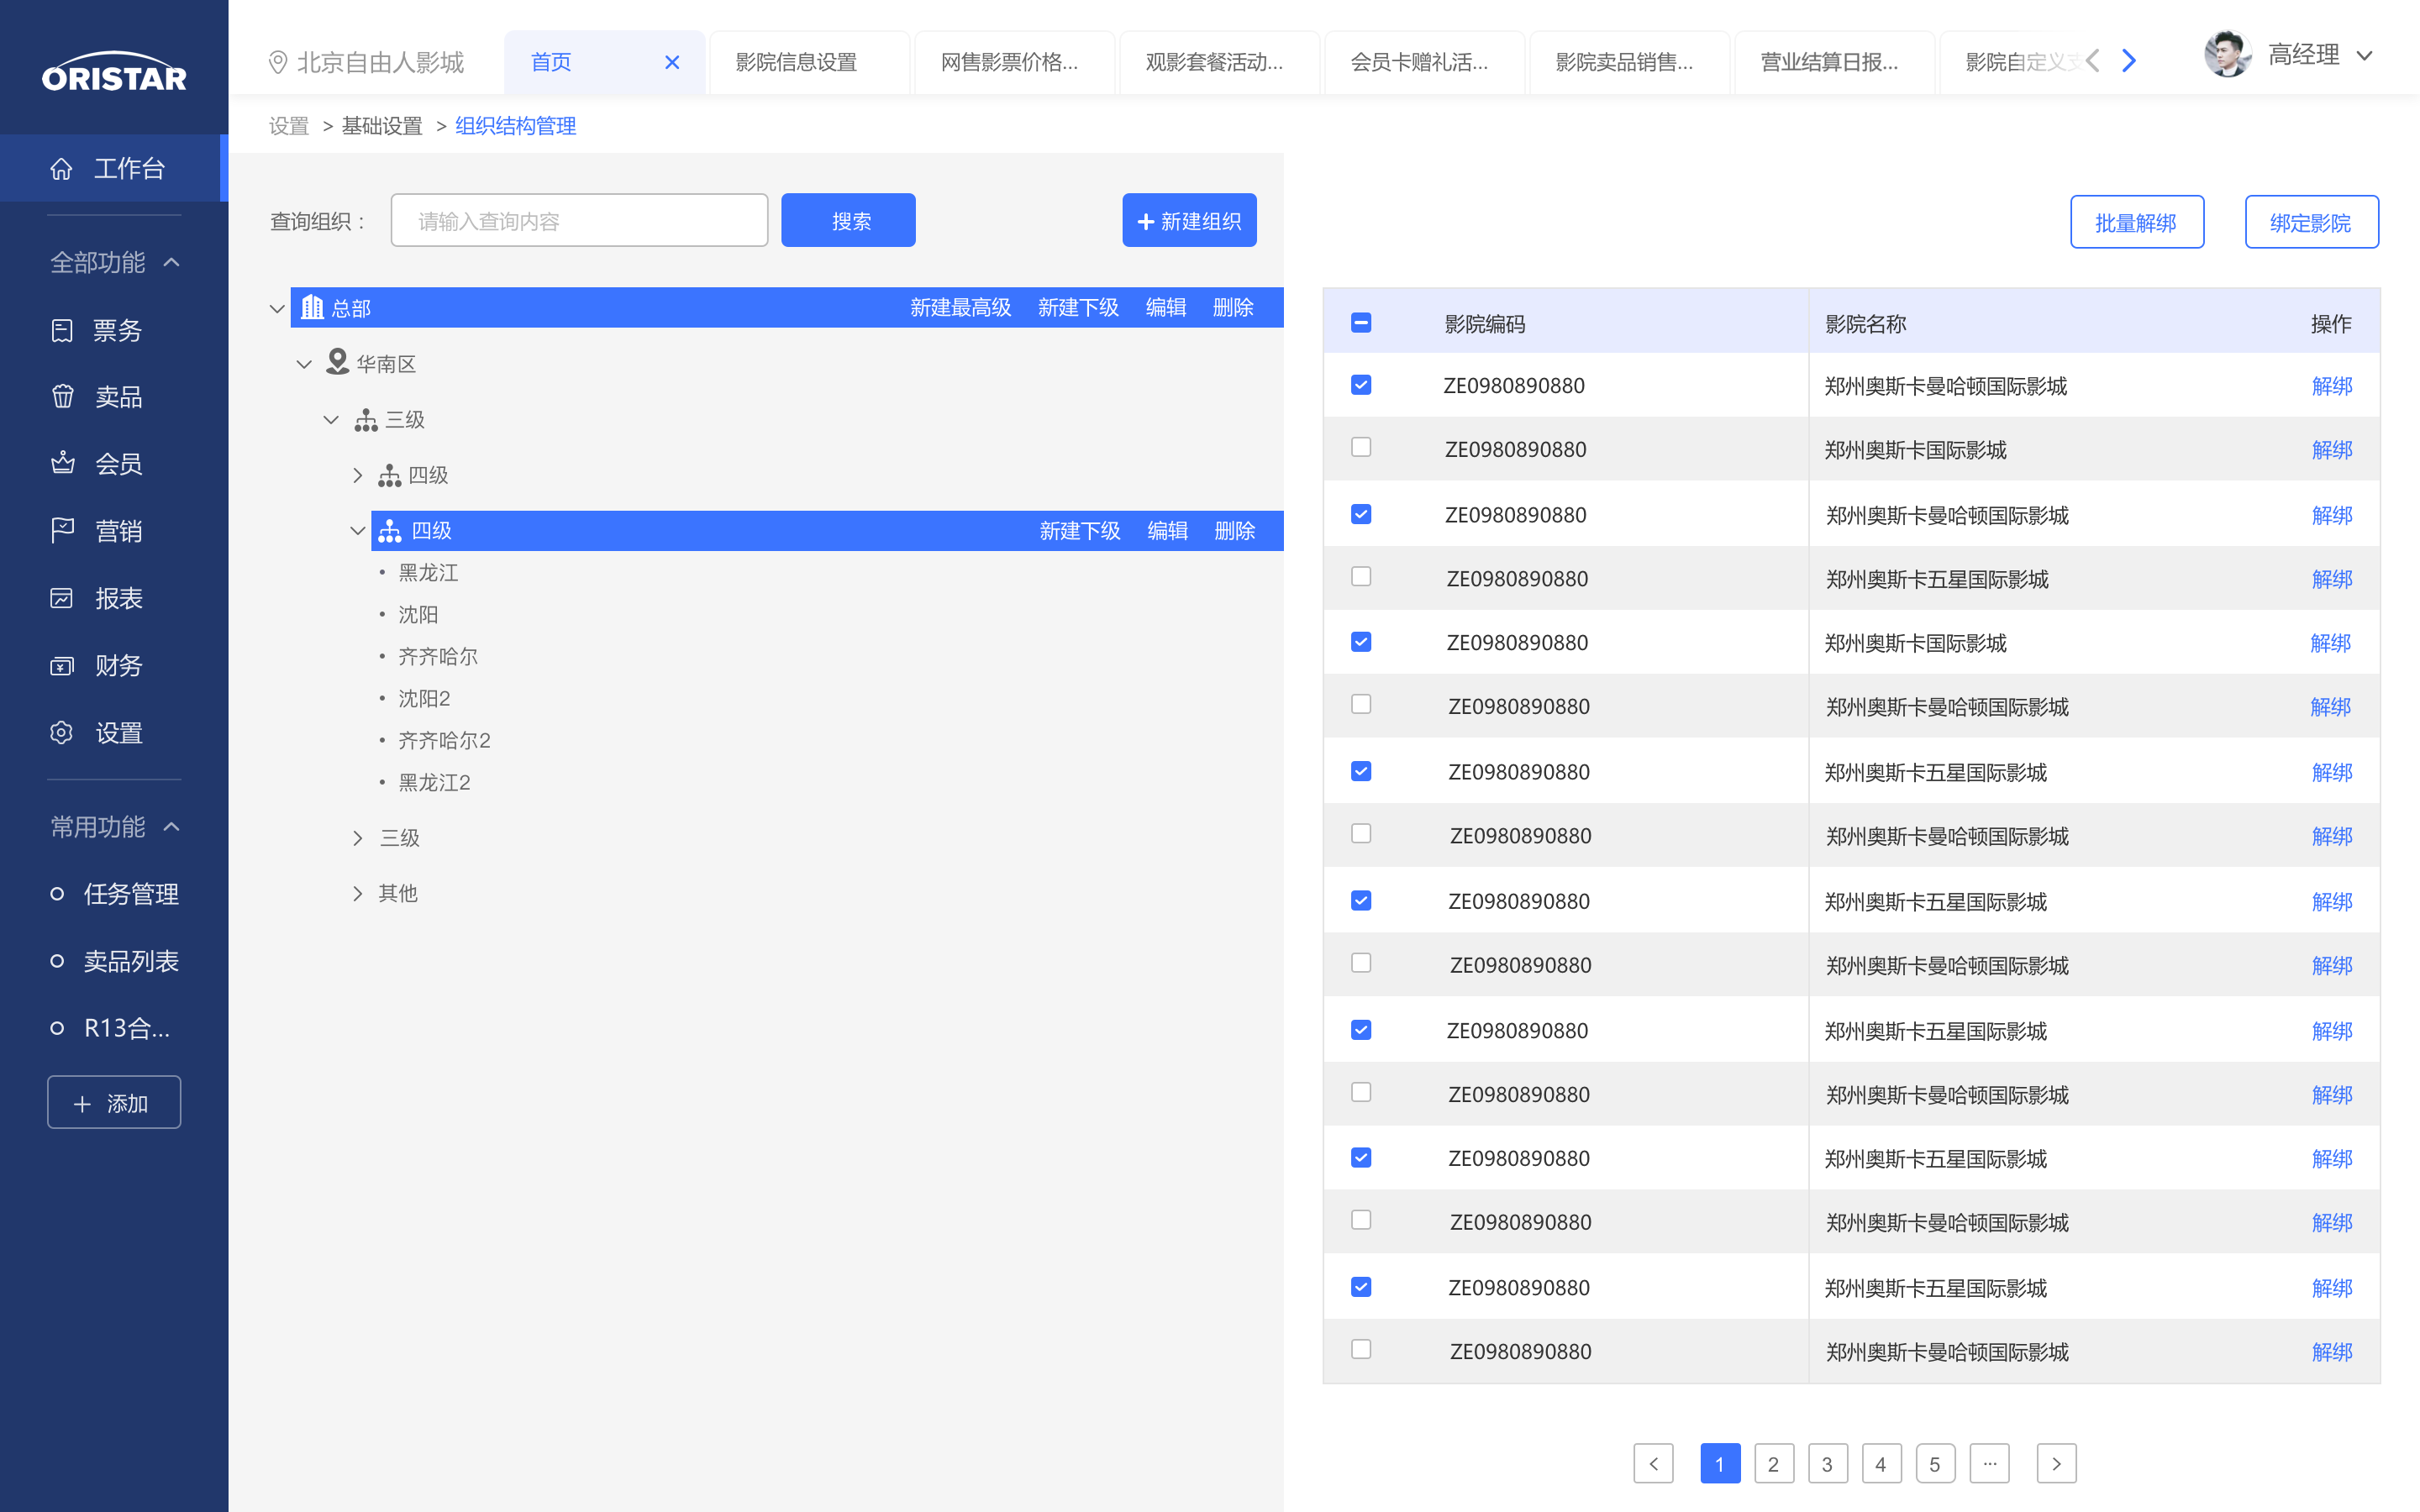 ORISTAR
工作台
全部功能
票务
卖品
会员
营销
报表
财务
设置
常用功能
任务管理
卖品列表
R13合...
添加
北京自由人影城
首页
影院信息设置
网售影票价格...
观影套餐活动...
会员卡赠礼活...
影院卖品销售...
营业结算日报...
影院自定义支
高经理
设置 > 基础设置 > 组织结构管理
查询组织：
请输入查询内容
搜索
新建组织
总部 新建最高级 新建下级 编辑 删除
华南区
三级
四级
四级 新建下级 编辑 删除
• 黑龙江
• 沈阳
• 齐齐哈尔
• 沈阳2
• 齐齐哈尔2
• 黑龙江2
三级
其他
批量解绑
绑定影院
影院编码 影院名称 操作
ZE0980890880 郑州奥斯卡曼哈顿国际影城 解绑
ZE0980890880 郑州奥斯卡国际影城 解绑
ZE0980890880 郑州奥斯卡曼哈顿国际影城 解绑
ZE0980890880 郑州奥斯卡五星国际影城 解绑
ZE0980890880 郑州奥斯卡国际影城 解绑
ZE0980890880 郑州奥斯卡曼哈顿国际影城 解绑
ZE0980890880 郑州奥斯卡五星国际影城 解绑
ZE0980890880 郑州奥斯卡曼哈顿国际影城 解绑
ZE0980890880 郑州奥斯卡五星国际影城 解绑
ZE0980890880 郑州奥斯卡曼哈顿国际影城 解绑
ZE0980890880 郑州奥斯卡五星国际影城 解绑
ZE0980890880 郑州奥斯卡曼哈顿国际影城 解绑
ZE0980890880 郑州奥斯卡五星国际影城 解绑
ZE0980890880 郑州奥斯卡曼哈顿国际影城 解绑
ZE0980890880 郑州奥斯卡五星国际影城 解绑
ZE0980890880 郑州奥斯卡曼哈顿国际影城 解绑
1 2 3 4 5 ...